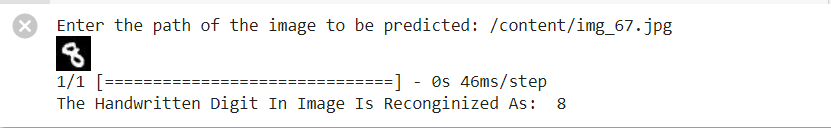 Enter the path of the image to be predicted: /content/img_67.jpg
8
1/1 [==============================] - 0s 46ms/step
The Handwritten Digit In Image Is Reconginized As:  8